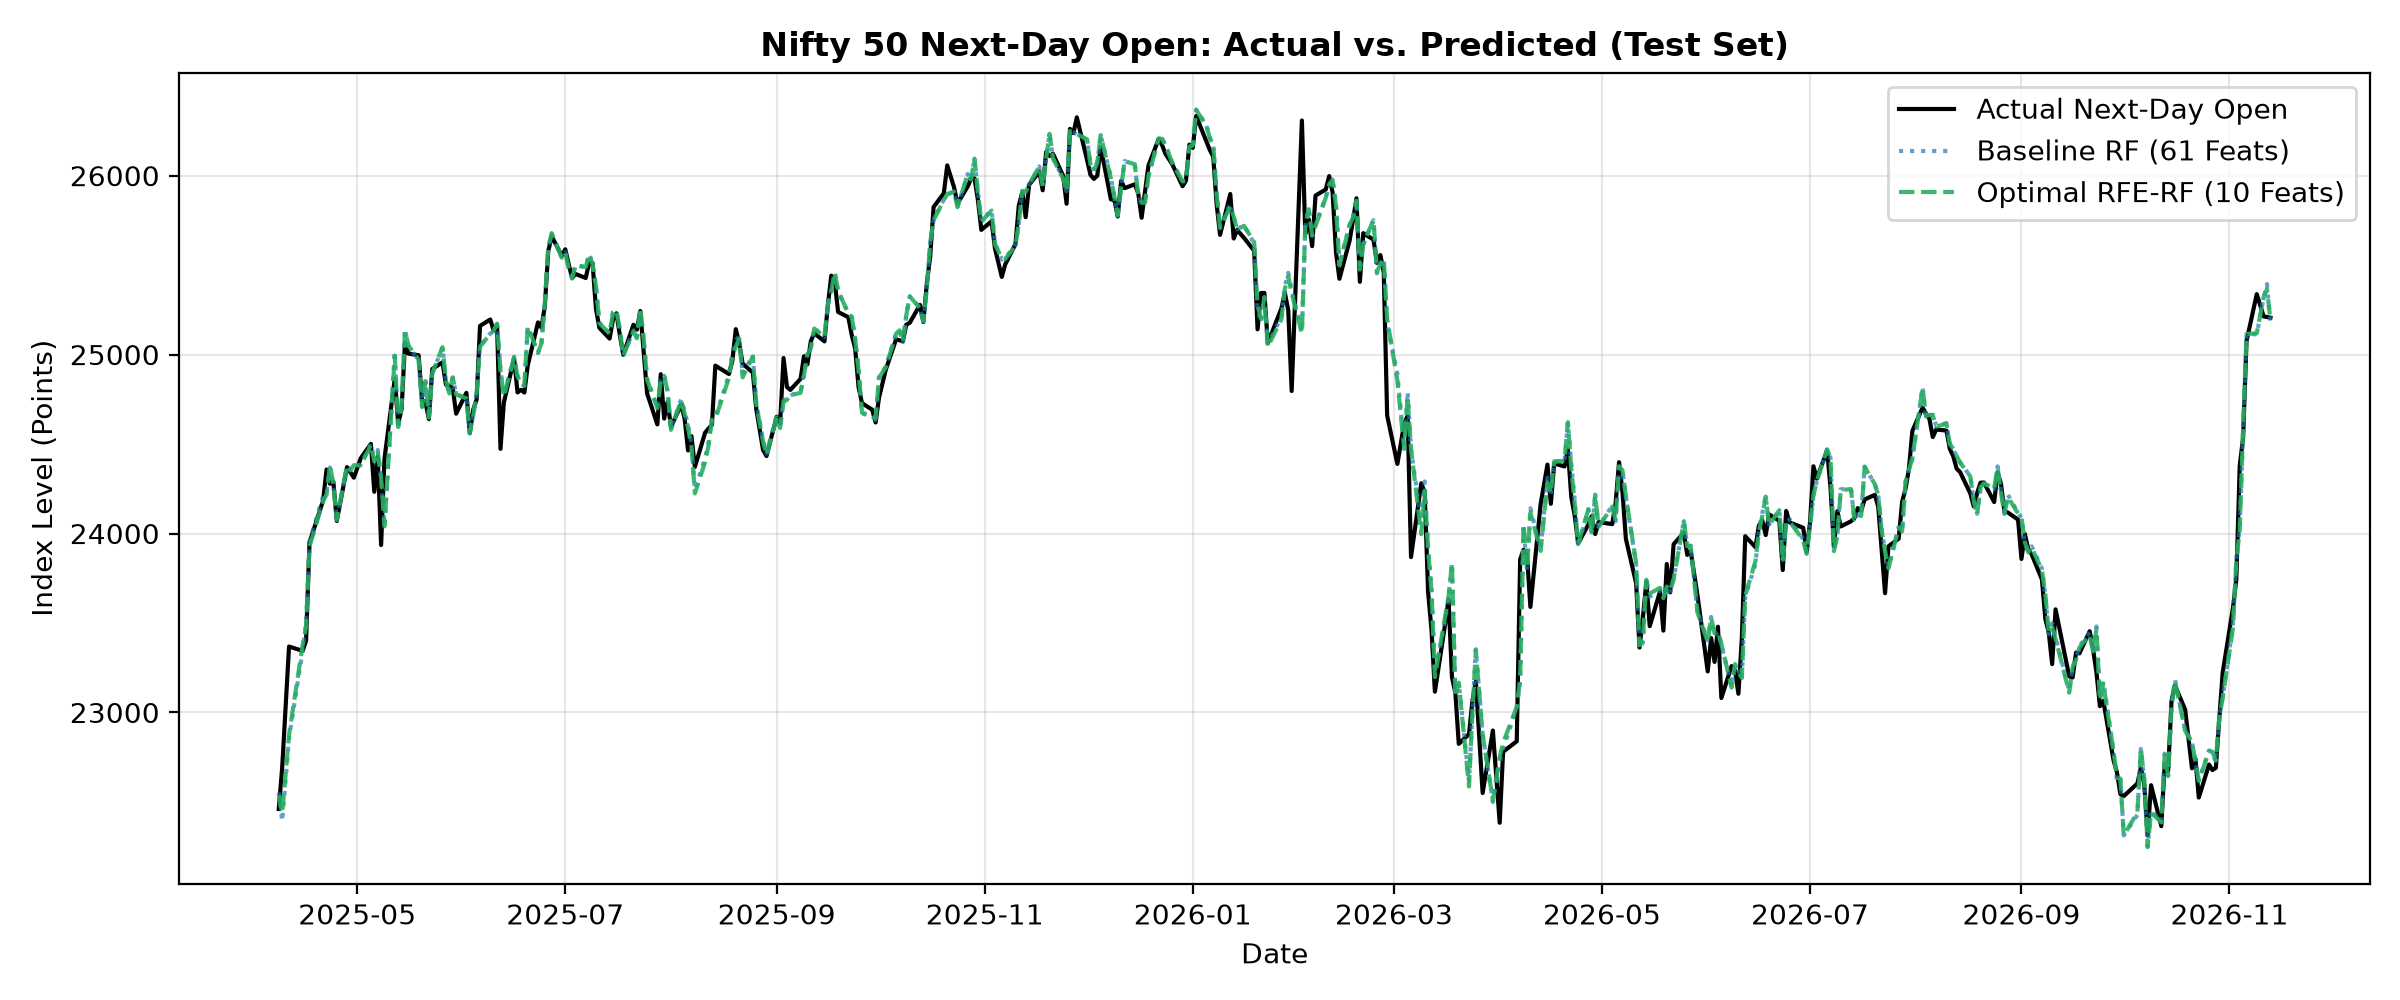 Nifty 50 Next-Day Open: Actual vs. Predicted (Test Set)
Actual Next-Day Open
Baseline RF (61 Feats)
Optimal RFE-RF (10 Feats)
Index Level (Points)
26000
25000
24000
23000
2025-05 2025-07 2025-09 2025-11 2026-01 2026-03 2026-05 2026-07 2026-09 2026-11
Date